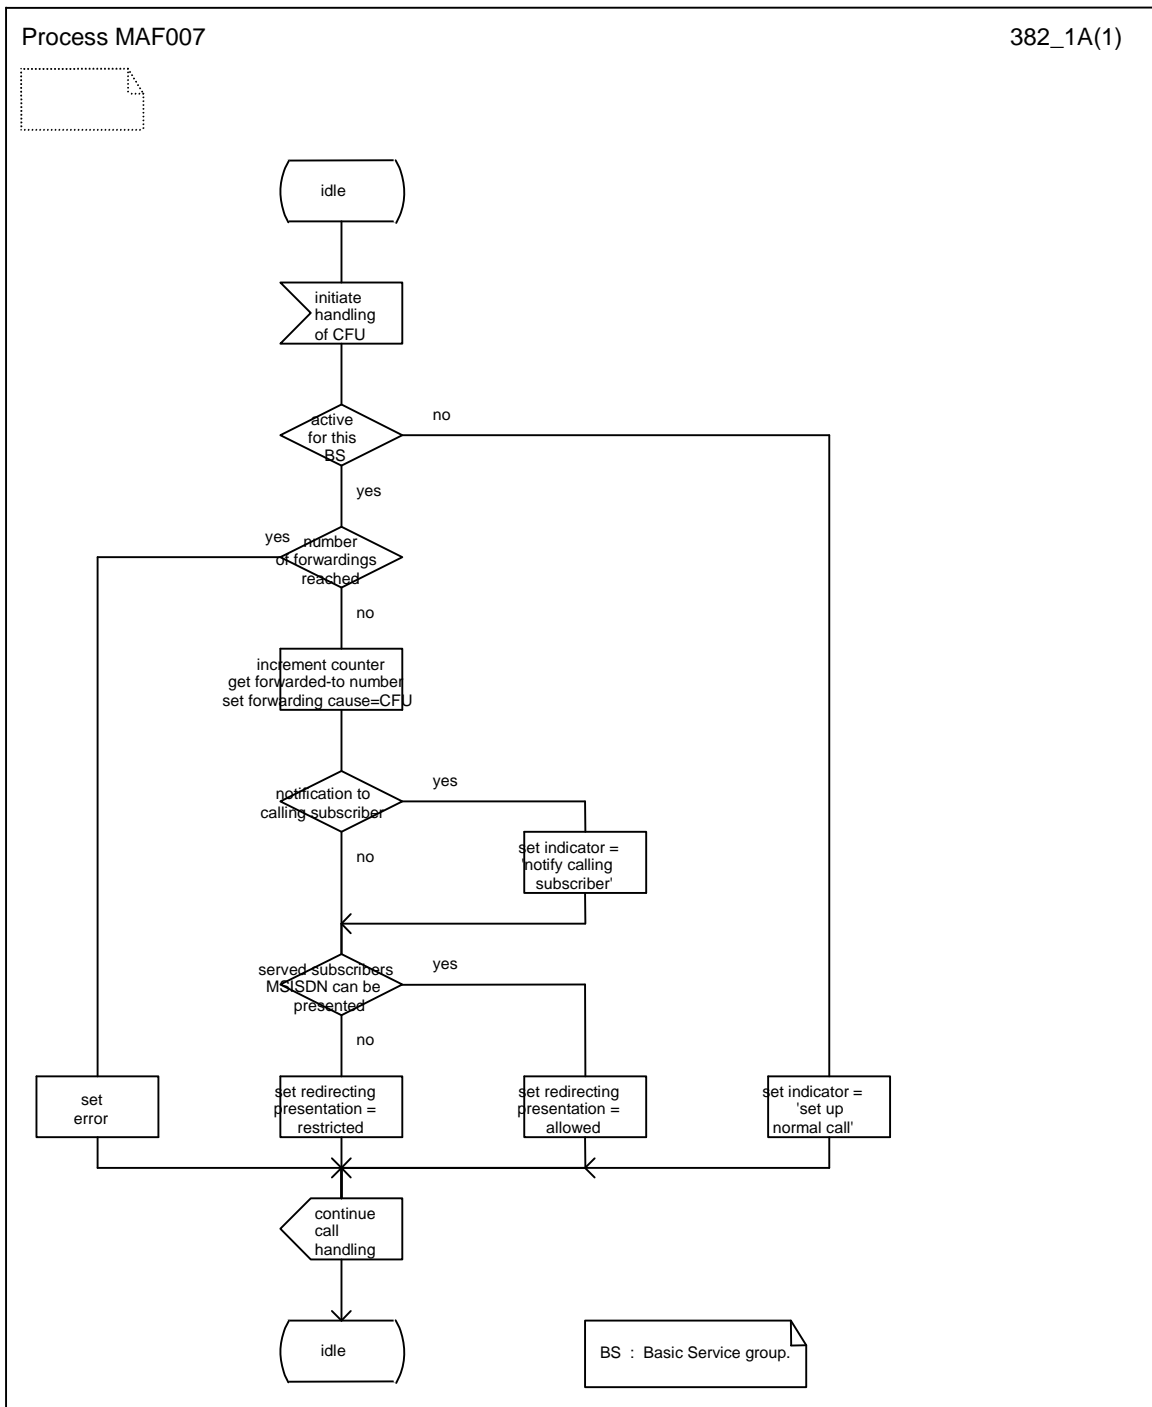 Process MAF007
382_1A(1)
idle
initiate
handling
of CFU
active
for this
BS
no
yes
yes
number
of forwardings
reached
no
increment counter
get forwarded-to number
set forwarding cause=CFU
notification to
calling subscriber
yes
no
set indicator =
'notify calling
subscriber'
served subscribers
MSISDN can be
presented
yes
no
set
error
set redirecting
presentation =
restricted
set redirecting
presentation =
allowed
set indicator =
'set up
normal call'
continue
call
handling
idle
BS : Basic Service group.